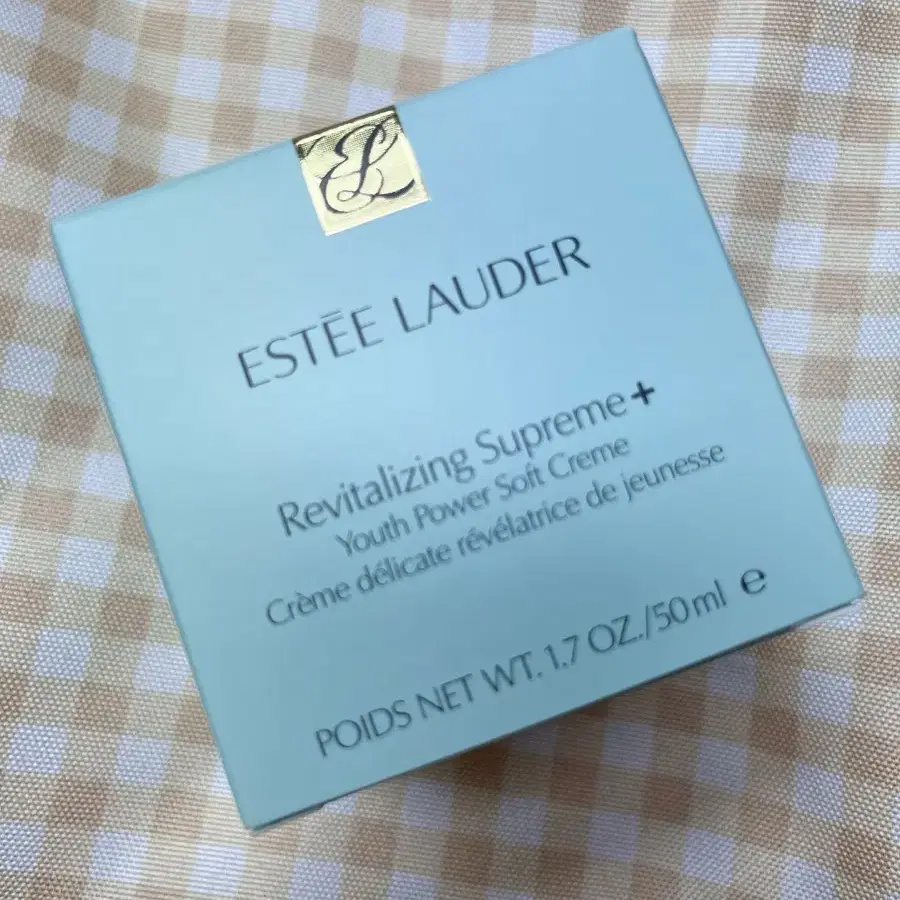 EL
ESTĒE LAUDER
Revitalizing Supreme+
Youth Power Soft Creme
Crème délicate révélatrice de jeunesse
POIDS NET WT. 1.7 OZ./50 ml ℮